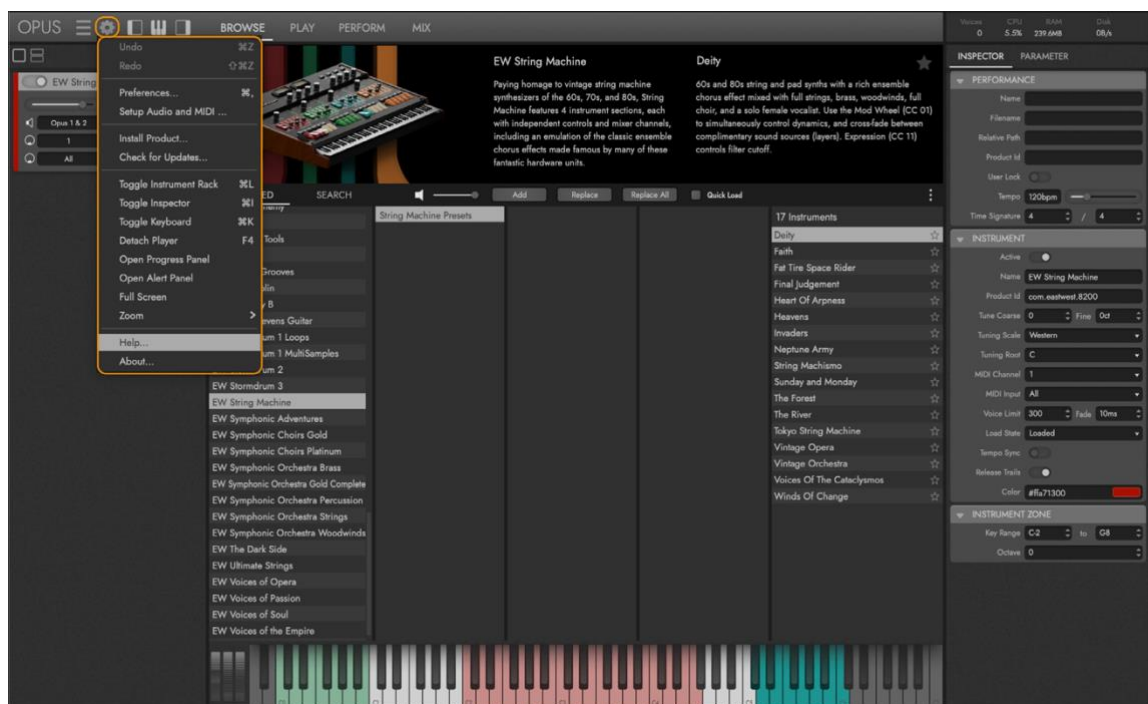 OPUS
BROWSE PLAY PERFORM MIX
Voices CPU RAM Disk
0 5.5% 239.6MB 0B/s
Undo ⌘Z
Redo ⇧⌘Z
Preferences... ⌘,
Setup Audio and MIDI ...
Install Product...
Check for Updates...
Toggle Instrument Rack ⌘L
Toggle Inspector ⌘I
Toggle Keyboard ⌘K
Detach Player F4
Open Progress Panel
Open Alert Panel
Full Screen
Zoom
Help...
About...
EW String
Opus 1 & 2
1
All
EW String Machine
Paying homage to vintage string machine
synthesizers of the 60s, 70s, and 80s, String
Machine features 4 instrument sections, each
with independent controls and mixer channels,
including an emulation of the classic ensemble
chorus effects made famous by many of these
fantastic hardware units.
Deity
60s and 80s string and pad synths with a rich ensemble
chorus effect mixed with full strings, brass, woodwinds, full
choir, and a solo female vocalist. Use the Mod Wheel (CC 01)
to simultaneously control dynamics, and cross-fade between
complimentary sound sources (layers). Expression (CC 11)
controls filter cutoff.
ED SEARCH Add Replace Replace All Quick Load
Tools
Grooves
lin
y B
evens Guitar
um 1 Loops
um 1 MultiSamples
um 2
EW Stormdrum 3
EW String Machine
EW Symphonic Adventures
EW Symphonic Choirs Gold
EW Symphonic Choirs Platinum
EW Symphonic Orchestra Brass
EW Symphonic Orchestra Gold Complete
EW Symphonic Orchestra Percussion
EW Symphonic Orchestra Strings
EW Symphonic Orchestra Woodwinds
EW The Dark Side
EW Ultimate Strings
EW Voices of Opera
EW Voices of Passion
EW Voices of Soul
EW Voices of the Empire
String Machine Presets
17 Instruments
Deity
Faith
Fat Tire Space Rider
Final Judgement
Heart Of Arpness
Heavens
Invaders
Neptune Army
String Machismo
Sunday and Monday
The Forest
The River
Tokyo String Machine
Vintage Opera
Vintage Orchestra
Voices Of The Cataclysmos
Winds Of Change
INSPECTOR PARAMETER
PERFORMANCE
Name
Filename
Relative Path
Product Id
User Lock
Tempo 120bpm
Time Signature 4 / 4
INSTRUMENT
Active
Name EW String Machine
Product Id com.eastwest.8200
Tune Coarse 0 Fine 0ct
Tuning Scale Western
Tuning Root C
MIDI Channel 1
MIDI Input All
Voice Limit 300 Fade 10ms
Load State Loaded
Tempo Sync
Release Trails
Color #ffa71300
INSTRUMENT ZONE
Key Range C-2 to G8
Octave 0